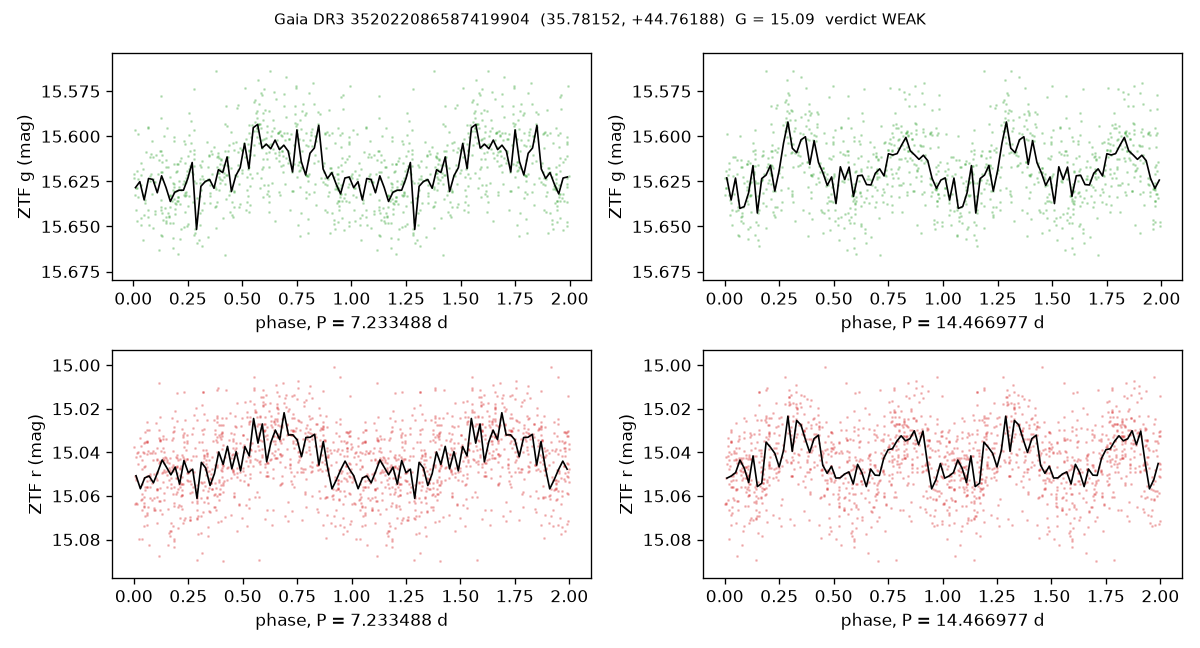 Gaia DR3 352022086587419904 (35.78152, +44.76188) G = 15.09 verdict WEAK
ZTF g (mag)
15.575
15.600
15.625
15.650
15.675
0.00 0.25 0.50 0.75 1.00 1.25 1.50 1.75 2.00
phase, P = 7.233488 d
ZTF g (mag)
15.575
15.600
15.625
15.650
15.675
0.00 0.25 0.50 0.75 1.00 1.25 1.50 1.75 2.00
phase, P = 14.466977 d
ZTF r (mag)
15.00
15.02
15.04
15.06
15.08
0.00 0.25 0.50 0.75 1.00 1.25 1.50 1.75 2.00
phase, P = 7.233488 d
ZTF r (mag)
15.00
15.02
15.04
15.06
15.08
0.00 0.25 0.50 0.75 1.00 1.25 1.50 1.75 2.00
phase, P = 14.466977 d